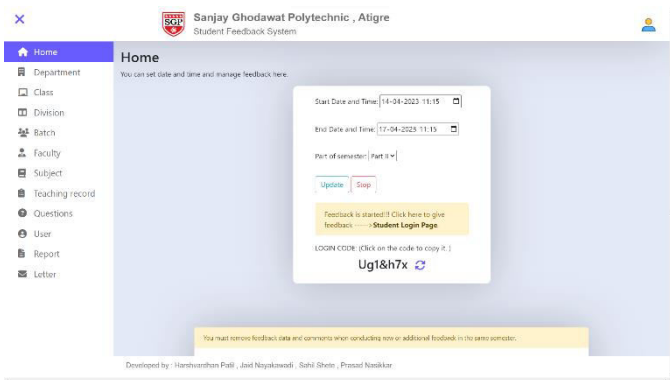 Sanjay Ghodawat Polytechnic , Atigre
SGP
Student Feedback System
Home
Department
Class
Division
Batch
Faculty
Subject
Teaching record
Questions
User
Report
Letter
Home
You can set date and time and manage feedback here.
Start Date and Time: 14-04-2023 11:15
End Date and Time: 17-04-2023 11:15
Part of semester: Part II
Update Stop
Feedback is started!!! Click here to give
feedback ----->Student Login Page
LOGIN CODE: (Click on the code to copy it. )
Ug1&h7x
You must remove feedback data and comments when conducting new or additional feedback in the same semester.
Developed by : Harshvardhan Patil , Jaid Nayakawadi , Sahil Shete , Prasad Nasikkar